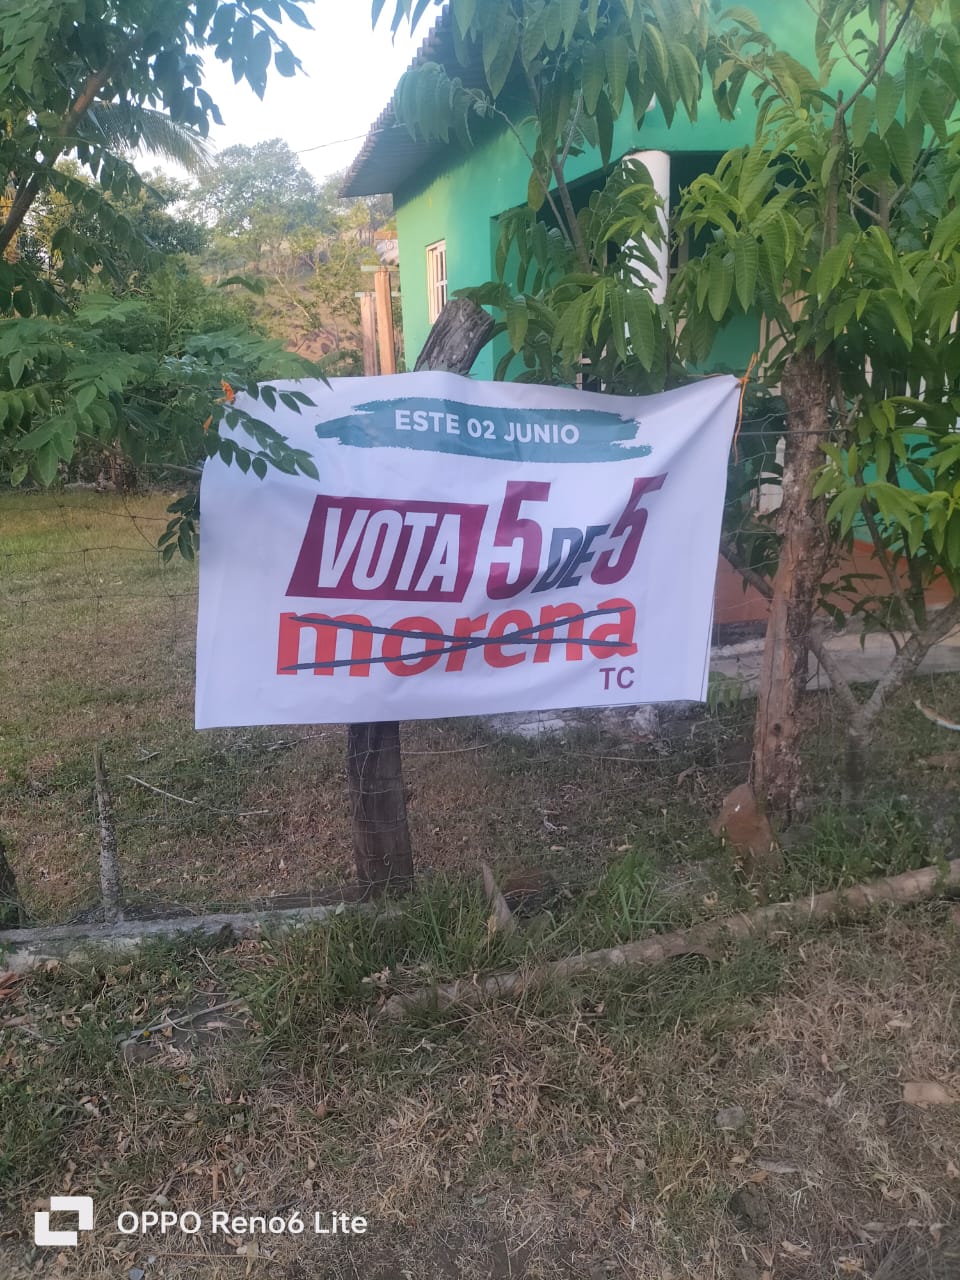 ESTE 02 JUNIO
VOTA 5 DE 5
morena
TC
OPPO Reno6 Lite